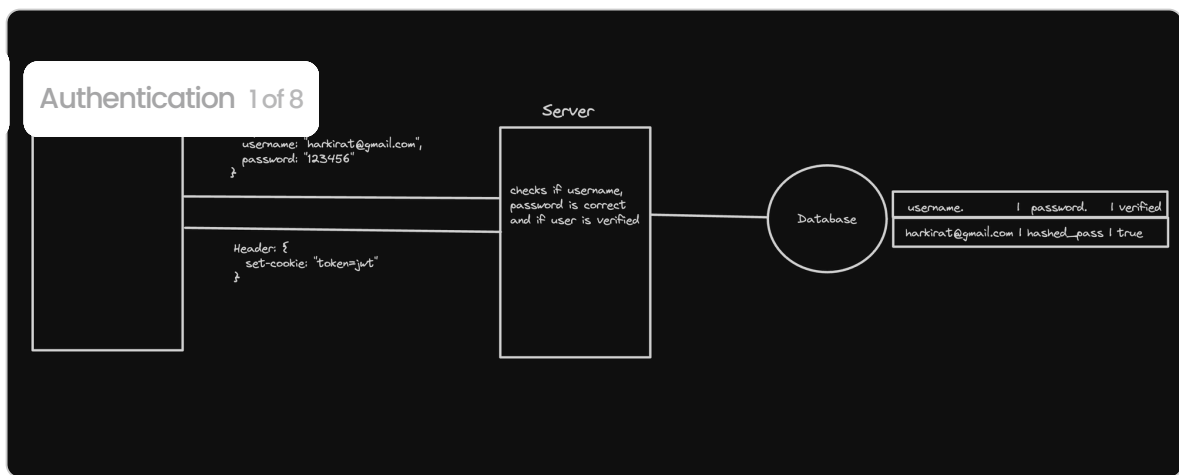 Authentication 1 of 8
Server
username: "harkirat@gmail.com",
password: "123456"
}
checks if username,
password is correct
and if user is verified
Header: {
set-cookie: "token=jwt"
}
Database
username. | password. | verified
harkirat@gmail.com | hashed_pass | true